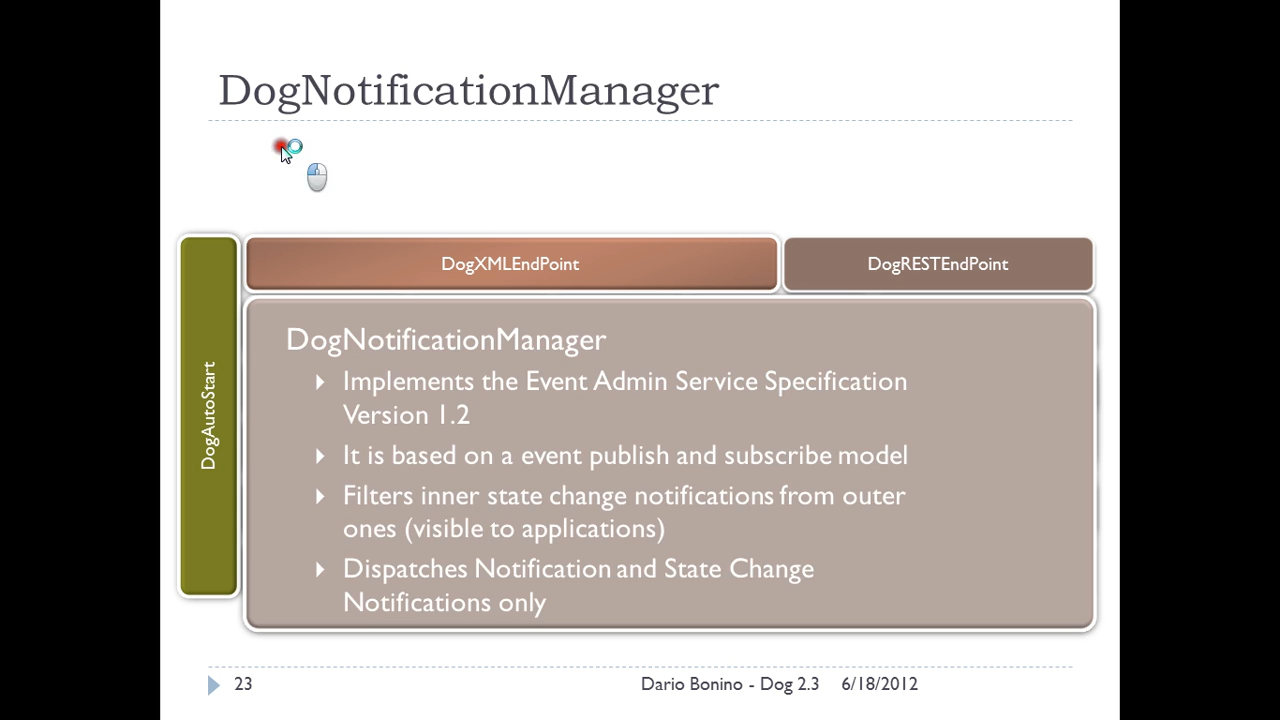 DogNotificationManager
DogXMLEndPoint
DogRESTEndPoint
DogAutoStart
DogNotificationManager
Implements the Event Admin Service Specification
Version 1.2
It is based on a event publish and subscribe model
Filters inner state change notifications from outer
ones (visible to applications)
Dispatches Notification and State Change
Notifications only
23
Dario Bonino - Dog 2.3
6/18/2012